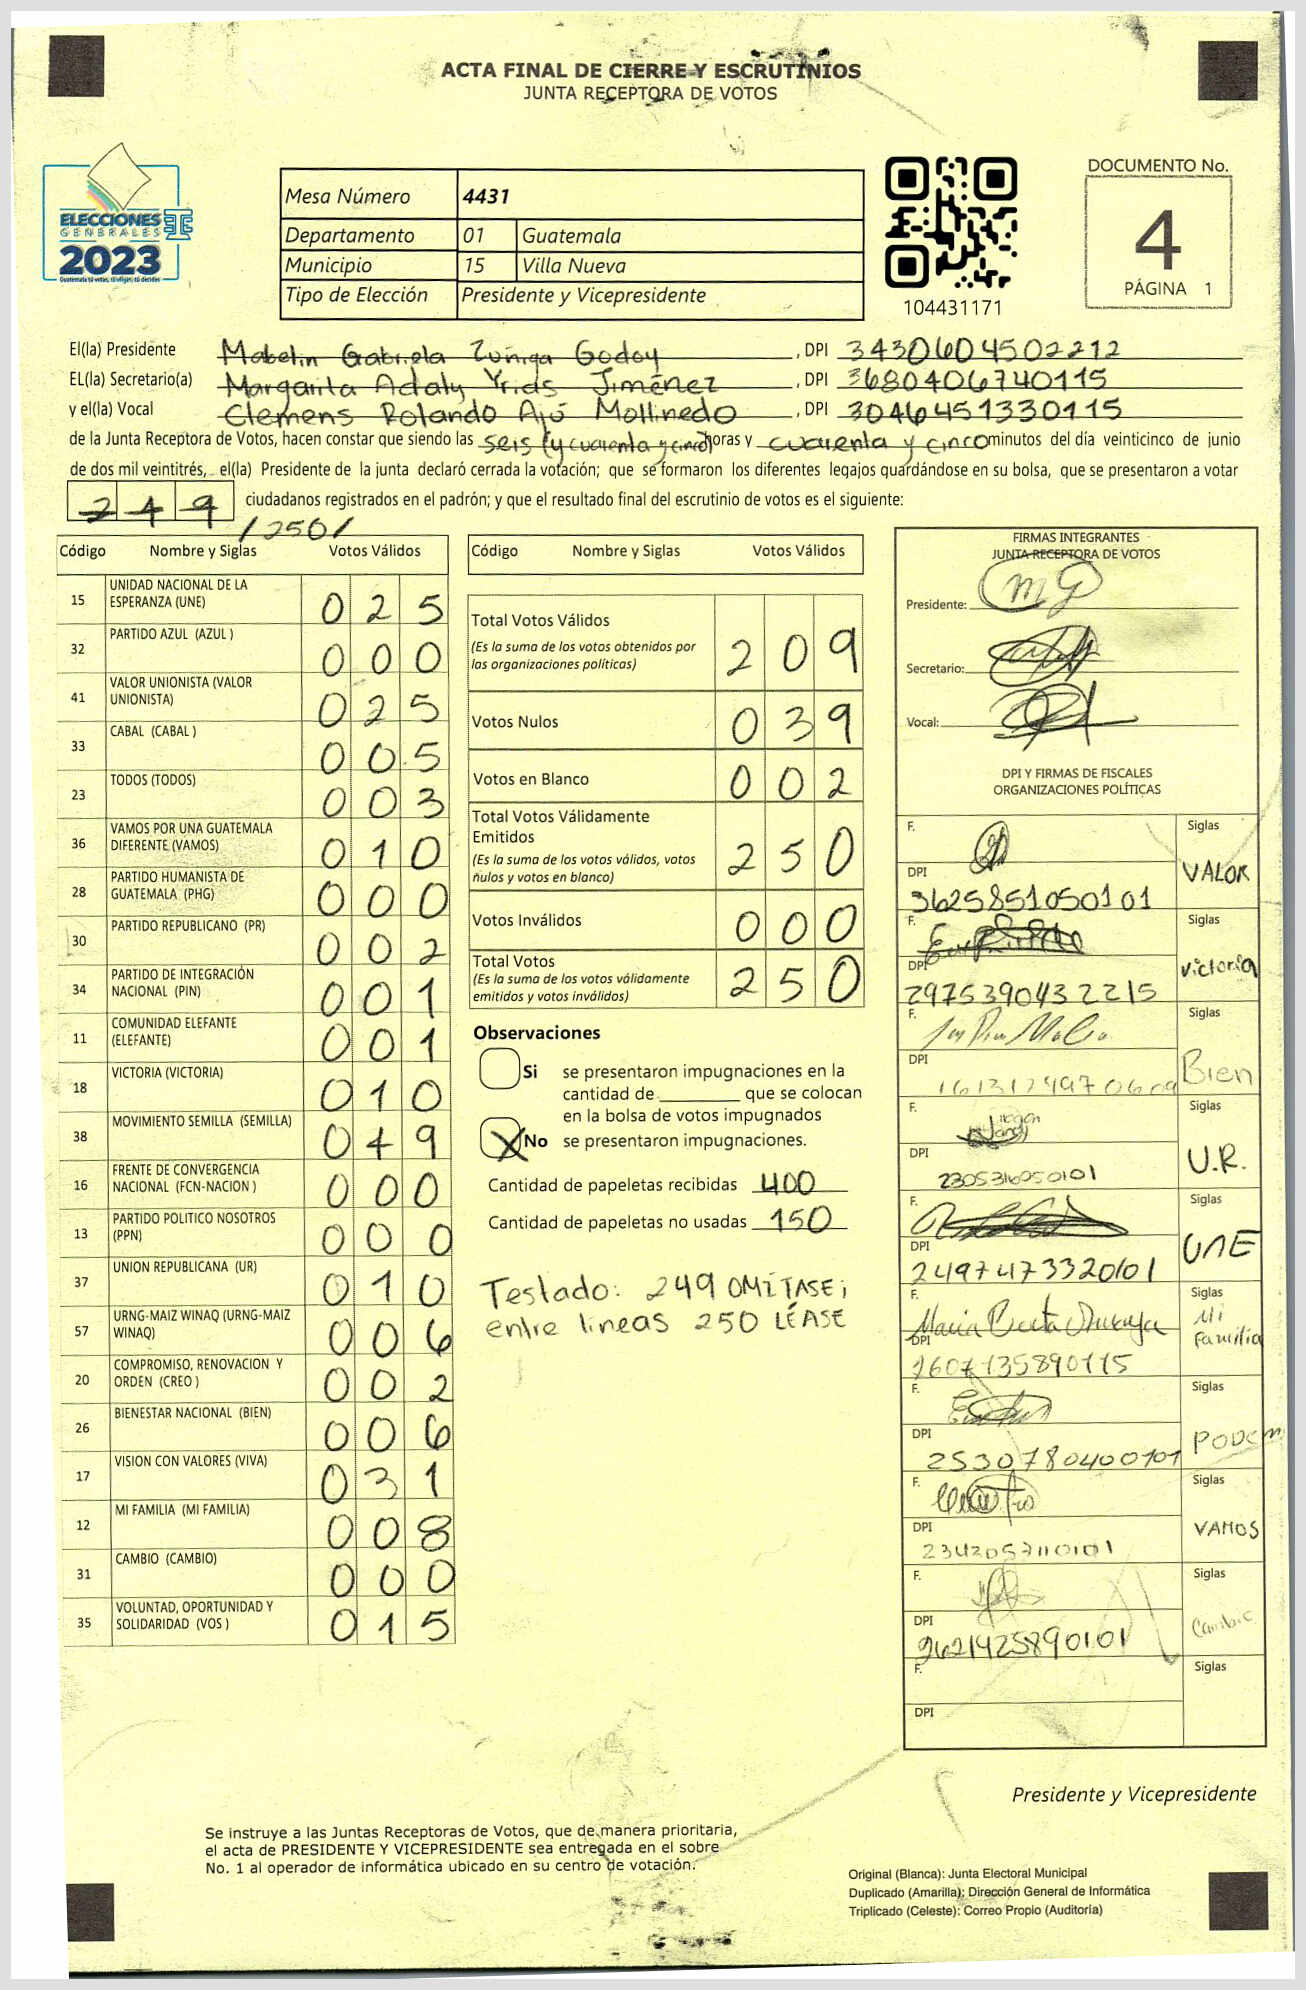 ACTA FINAL DE CIERRE Y ESCRUTINIOS
JUNTA RECEPTORA DE VOTOS
ELECCIONES
GENERALES
2023
Guatemala tú votas, tú eliges, tú decides
Mesa Número 4431
Departamento 01 Guatemala
Municipio 15 Villa Nueva
Tipo de Elección Presidente y Vicepresidente
104431171
DOCUMENTO No.
4
PÁGINA 1
El(la) Presidente Mabelin Gabriela Zuñiga Godoy, DPI 3430604502212
EL(la) Secretario(a) Margarita Adaly Yrias Jiménez, DPI 3680406740115
y el(la) Vocal Clemens Rolando Ajú Mollinedo, DPI 3046451330115
de la Junta Receptora de Votos, hacen constar que siendo las seis (y cuarenta y cinco) horas y cuarenta y cinco minutos del día veinticinco de junio
de dos mil veintitrés, el(la) Presidente de la junta declaró cerrada la votación; que se formaron los diferentes legajos quardándose en su bolsa, que se presentaron a votar
249 ciudadanos registrados en el padrón; y que el resultado final del escrutinio de votos es el siguiente:
/250/
Código Nombre y Siglas Votos Válidos
15 UNIDAD NACIONAL DE LA ESPERANZA (UNE) 025
32 PARTIDO AZUL (AZUL ) 000
41 VALOR UNIONISTA (VALOR UNIONISTA) 025
33 CABAL (CABAL ) 005
23 TODOS (TODOS) 003
36 VAMOS POR UNA GUATEMALA DIFERENTE (VAMOS) 010
28 PARTIDO HUMANISTA DE GUATEMALA (PHG) 000
30 PARTIDO REPUBLICANO (PR) 002
34 PARTIDO DE INTEGRACIÓN NACIONAL (PIN) 001
11 COMUNIDAD ELEFANTE (ELEFANTE) 001
18 VICTORIA (VICTORIA) 010
38 MOVIMIENTO SEMILLA (SEMILLA) 049
16 FRENTE DE CONVERGENCIA NACIONAL (FCN-NACION ) 000
13 PARTIDO POLITICO NOSOTROS (PPN) 000
37 UNION REPUBLICANA (UR) 010
57 URNG-MAIZ WINAQ (URNG-MAIZ WINAQ) 006
20 COMPROMISO, RENOVACION Y ORDEN (CREO ) 002
26 BIENESTAR NACIONAL (BIEN) 006
17 VISION CON VALORES (VIVA) 031
12 MI FAMILIA (MI FAMILIA) 008
31 CAMBIO (CAMBIO) 000
35 VOLUNTAD, OPORTUNIDAD Y SOLIDARIDAD (VOS ) 015
Código Nombre y Siglas Votos Válidos
Total Votos Válidos 209
(Es la suma de los votos obtenidos por
las organizaciones políticas)
Votos Nulos 039
Votos en Blanco 002
Total Votos Válidamente
Emitidos 250
(Es la suma de los votos válidos, votos
nulos y votos en blanco)
Votos Inválidos 000
Total Votos 250
(Es la suma de los votos válidamente
emitidos y votos inválidos)
Observaciones
Si se presentaron impugnaciones en la
cantidad de ________ que se colocan
en la bolsa de votos impugnados
X No se presentaron impugnaciones.
Cantidad de papeletas recibidas 400
Cantidad de papeletas no usadas 150
Testado: 249 OMÍTASE;
entre lineas 250 LÉASE
FIRMAS INTEGRANTES
JUNTA RECEPTORA DE VOTOS
Presidente: MG
Secretario:
Vocal:
DPI Y FIRMAS DE FISCALES
ORGANIZACIONES POLÍTICAS
F. Siglas VALOR
DPI 3625851050101
F. Siglas victoria
DPI 2975390432215
F. Siglas Bien
DPI 1613124970609
F. Siglas U.R.
DPI 2305316050101
F. Siglas UNE
DPI 2497473320101
F. Siglas Mi Familia
DPI 2607135890115
F. Siglas PODEM
DPI 2530780400101
F. Siglas VAMOS
DPI 2342057110101
F. Siglas Cambio
DPI 2621425890101
F. Siglas
DPI
Presidente y Vicepresidente
Se instruye a las Juntas Receptoras de Votos, que de manera prioritaria,
el acta de PRESIDENTE Y VICEPRESIDENTE sea entregada en el sobre
No. 1 al operador de informática ubicado en su centro de votación.
Original (Blanca): Junta Electoral Municipal
Duplicado (Amarilla): Dirección General de Informática
Triplicado (Celeste): Correo Propio (Auditoría)